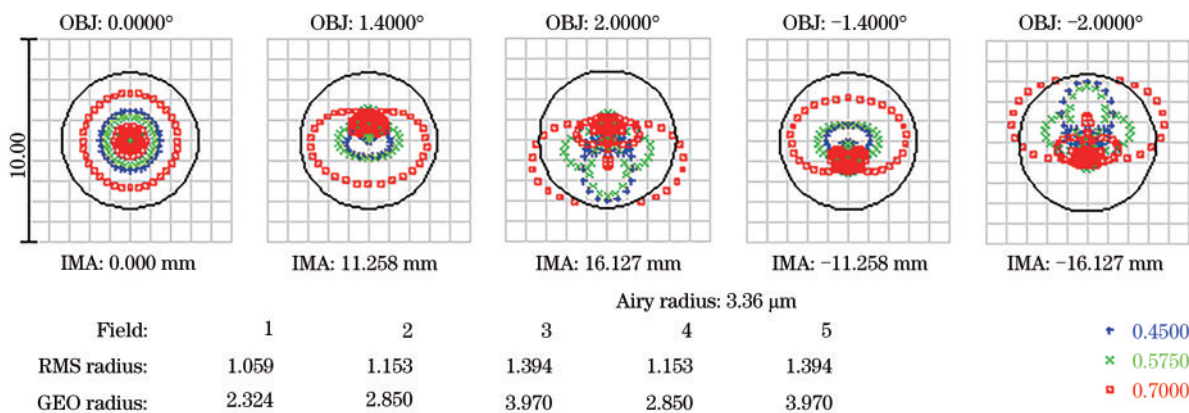 OBJ: 0.0000° OBJ: 1.4000° OBJ: 2.0000° OBJ: −1.4000° OBJ: −2.0000°
10.00
IMA: 0.000 mm IMA: 11.258 mm IMA: 16.127 mm IMA: −11.258 mm IMA: −16.127 mm
Airy radius: 3.36 μm
Field: 1 2 3 4 5 0.4500
RMS radius: 1.059 1.153 1.394 1.153 1.394 0.5750
GEO radius: 2.324 2.850 3.970 2.850 3.970 0.7000